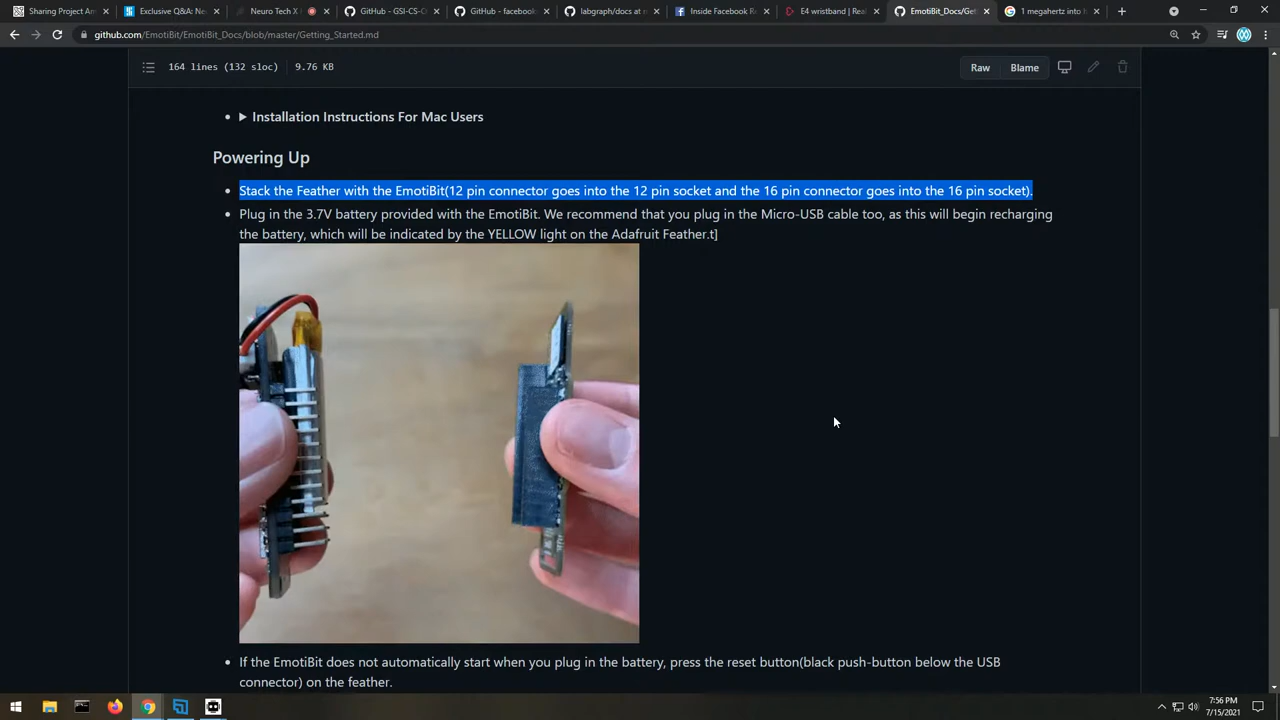 Sharing Project Am
Exclusive Q&A: Ne
Neuro Tech X
GitHub - GSI-CS-C
GitHub - facebook
labgraph/docs at
Inside Facebook Re
E4 wristband | Real
EmotiBit_Docs/Get
1 megahertz into h
github.com/EmotiBit/EmotiBit_Docs/blob/master/Getting_Started.md
164 lines (132 sloc) 9.76 KB
Raw
Blame
Installation Instructions For Mac Users
Powering Up
Stack the Feather with the EmotiBit(12 pin connector goes into the 12 pin socket and the 16 pin connector goes into the 16 pin socket).
Plug in the 3.7V battery provided with the EmotiBit. We recommend that you plug in the Micro-USB cable too, as this will begin recharging
the battery, which will be indicated by the YELLOW light on the Adafruit Feather.t]
If the EmotiBit does not automatically start when you plug in the battery, press the reset button(black push-button below the USB
connector) on the feather.
7:56 PM
7/15/2021